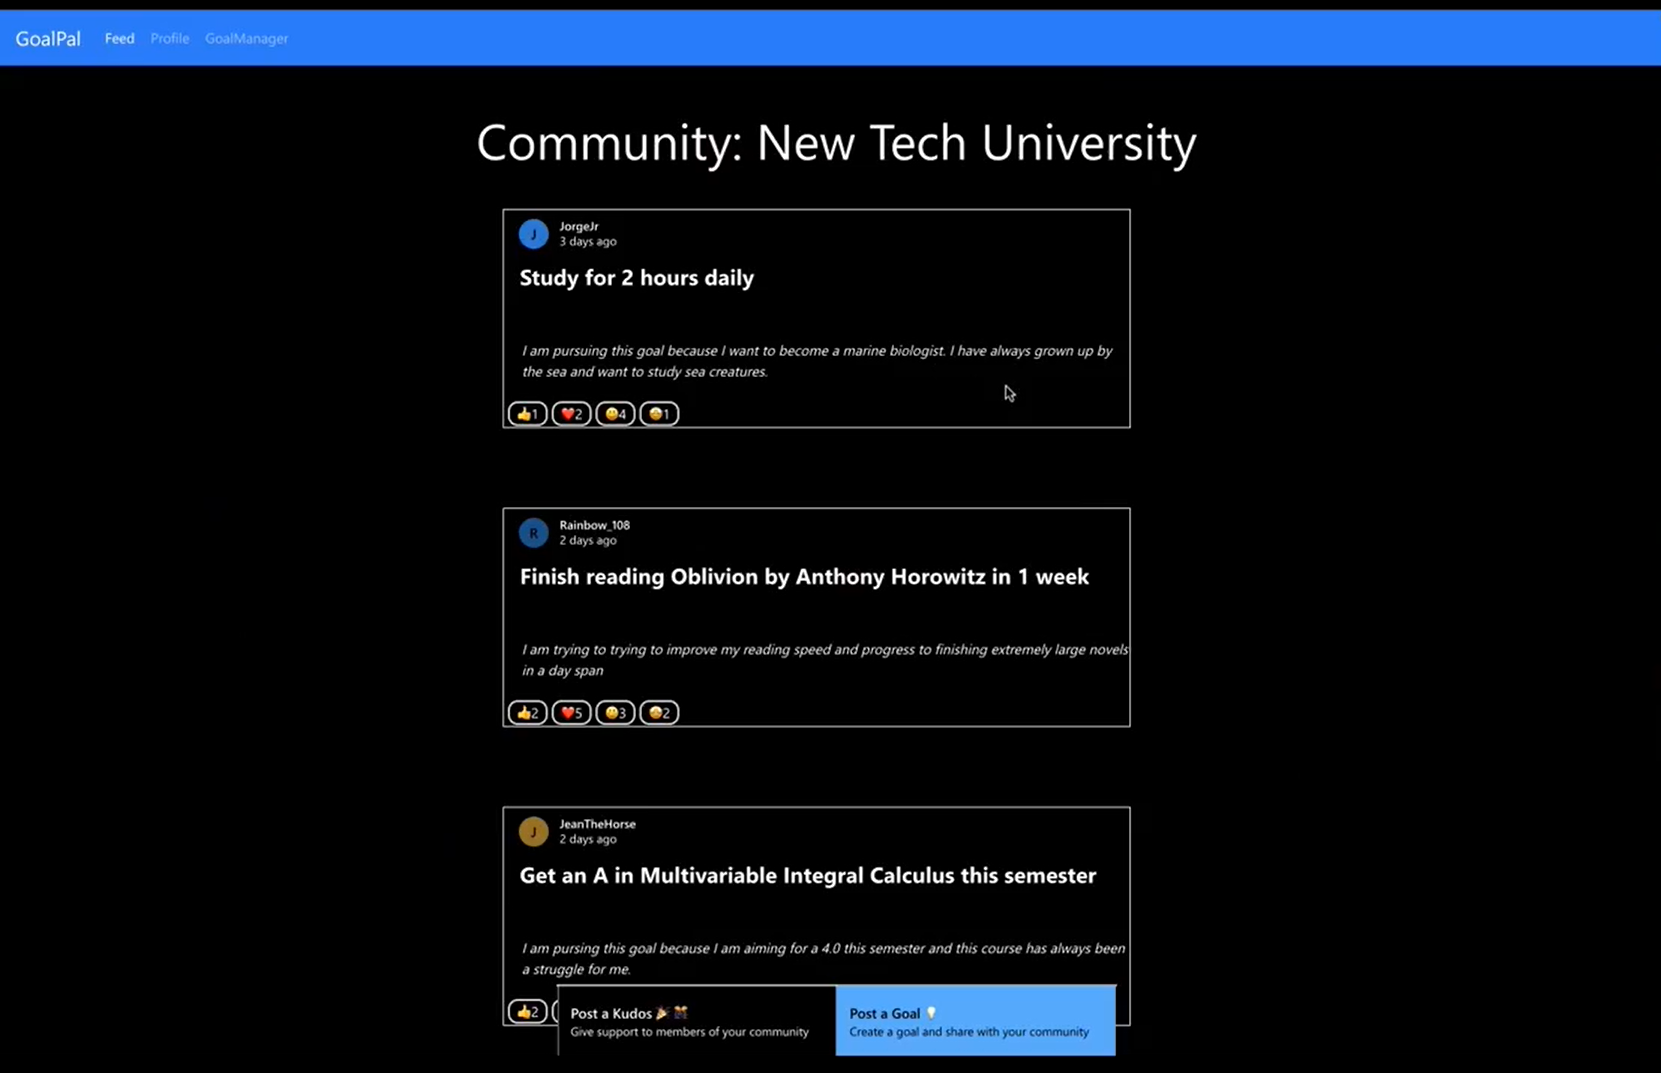 GoalPal Feed Profile GoalManager
Community: New Tech University
J JorgeJr
3 days ago
Study for 2 hours daily
I am pursuing this goal because I want to become a marine biologist. I have always grown up by
the sea and want to study sea creatures.
👍1 ❤️2 😃4 🤩1
R Rainbow_108
2 days ago
Finish reading Oblivion by Anthony Horowitz in 1 week
I am trying to trying to improve my reading speed and progress to finishing extremely large novels
in a day span
👍2 ❤️5 😃3 🤩2
J JeanTheHorse
2 days ago
Get an A in Multivariable Integral Calculus this semester
I am pursing this goal because I am aiming for a 4.0 this semester and this course has always been
a struggle for me.
👍2
Post a Kudos 🎉 🎊
Give support to members of your community
Post a Goal 💡
Create a goal and share with your community